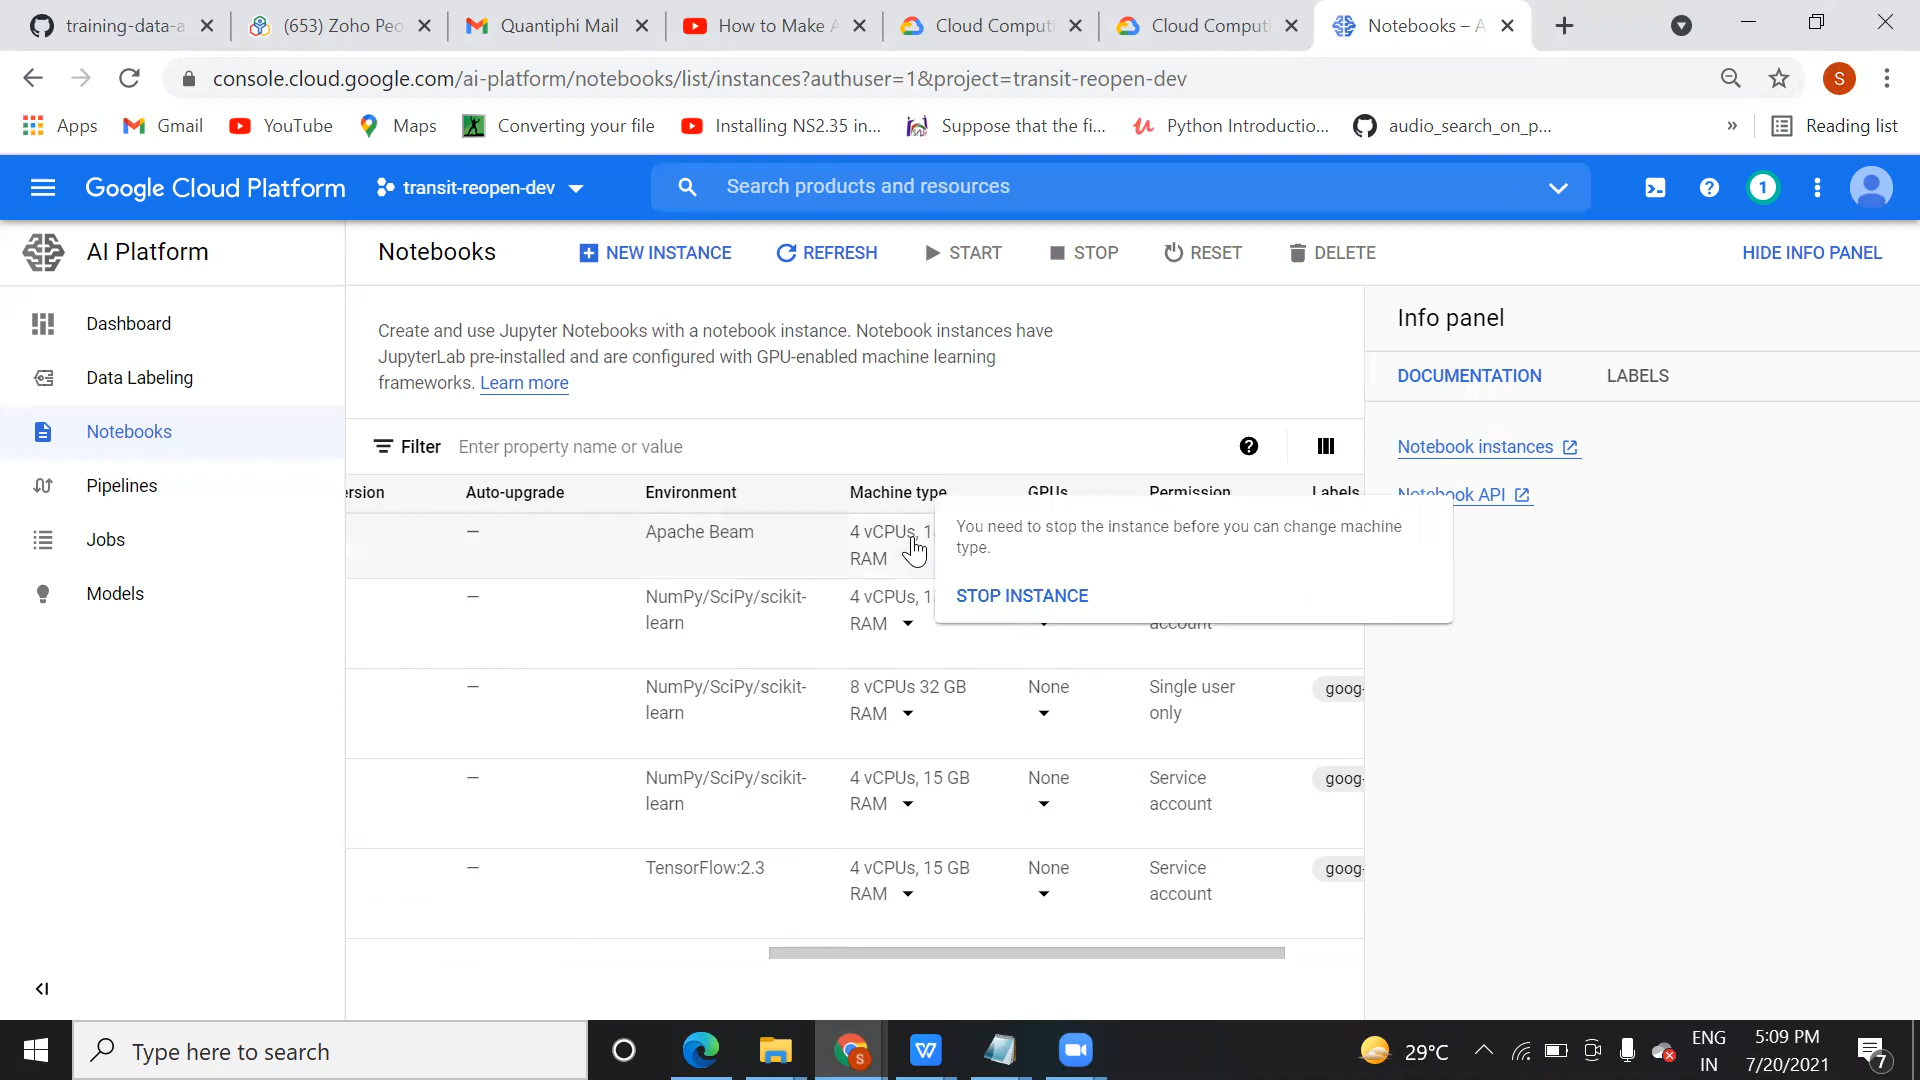 training-data-a
(653) Zoho Peo
Quantiphi Mail
How to Make A
Cloud Comput
Cloud Computi
Notebooks – A
console.cloud.google.com/ai-platform/notebooks/list/instances?authuser=1&project=transit-reopen-dev
S
Apps
Gmail
YouTube
Maps
Converting your file
Installing NS2.35 in...
Suppose that the fi...
Python Introductio...
audio_search_on_p...
»
Reading list
Google Cloud Platform
transit-reopen-dev
Search products and resources
1
AI Platform
Notebooks
NEW INSTANCE
REFRESH
START
STOP
RESET
DELETE
HIDE INFO PANEL
Dashboard
Data Labeling
Notebooks
Pipelines
Jobs
Models
Create and use Jupyter Notebooks with a notebook instance. Notebook instances have
JupyterLab pre-installed and are configured with GPU-enabled machine learning
frameworks. Learn more
Filter Enter property name or value
ersion Auto-upgrade Environment Machine type GPUs Permission Labels
— Apache Beam 4 vCPUs, 1
RAM
— NumPy/SciPy/scikit- 4 vCPUs, 1
learn RAM account
— NumPy/SciPy/scikit- 8 vCPUs 32 GB None Single user goog-
learn RAM only
— NumPy/SciPy/scikit- 4 vCPUs, 15 GB None Service goog-
learn RAM account
— TensorFlow:2.3 4 vCPUs, 15 GB None Service goog-
RAM account
You need to stop the instance before you can change machine
type.
STOP INSTANCE
Info panel
DOCUMENTATION
LABELS
Notebook instances
Notebook API
Type here to search
29°C
ENG
IN
5:09 PM
7/20/2021
7